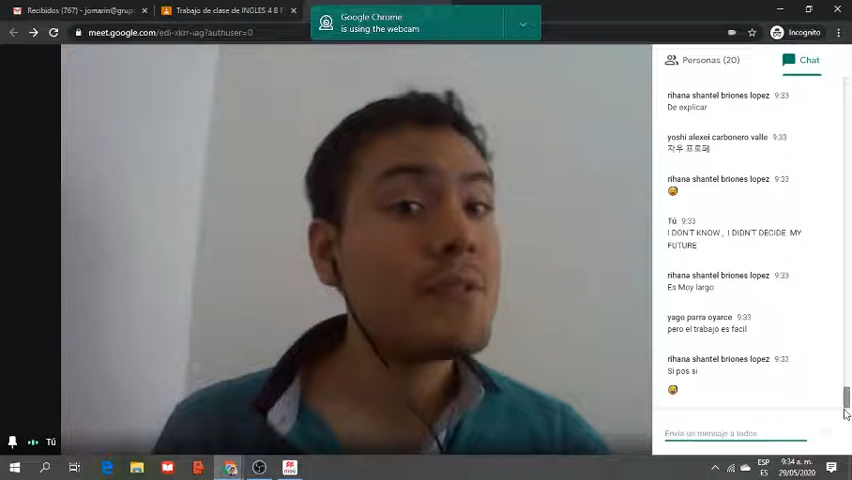 Recibidos (767) - jomarin@grup
Trabajo de clase de INGLES 4 B I
Google Chrome
is using the webcam
meet.google.com/edi-xkrr-iag?authuser=0
Incognito
Personas (20)
Chat
rihana shantel briones lopez 9:33
De explicar
yoshi alexei carbonero valle 9:33
자우 프로페
rihana shantel briones lopez 9:33
Tú 9:33
I DON'T KNOW , I DIDN'T DECIDE MY
FUTURE
rihana shantel briones lopez 9:33
Es Moy largo
yago parra oyarce 9:33
pero el trabajo es facil
rihana shantel briones lopez 9:33
Si pos si
Envía un mensaje a todos
Tú
ESP
ES
9:34 a. m.
29/05/2020